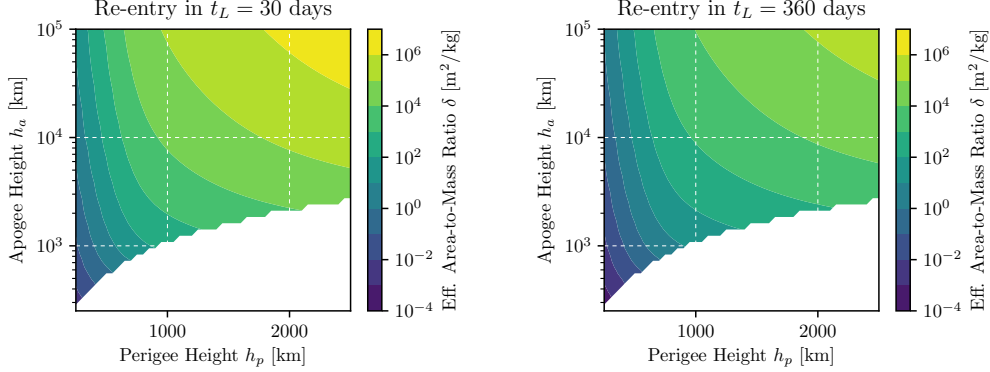 Re-entry in t_L = 30 days
10^5
10^4
10^3
Apogee Height h_a [km]
1000
2000
Perigee Height h_p [km]
10^6
10^4
10^2
10^0
10^−2
10^−4
Eff. Area-to-Mass Ratio δ [m^2/kg]
Re-entry in t_L = 360 days
10^5
10^4
10^3
Apogee Height h_a [km]
1000
2000
Perigee Height h_p [km]
10^6
10^4
10^2
10^0
10^−2
10^−4
Eff. Area-to-Mass Ratio δ [m^2/kg]